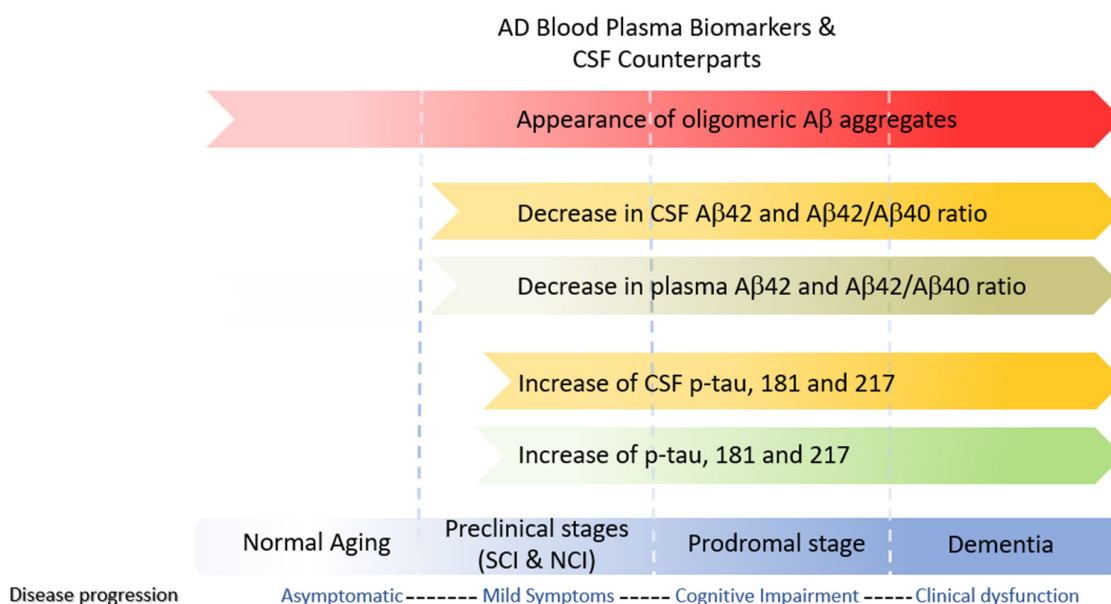 AD Blood Plasma Biomarkers &
CSF Counterparts
Appearance of oligomeric Aβ aggregates
Decrease in CSF Aβ42 and Aβ42/Aβ40 ratio
Decrease in plasma Aβ42 and Aβ42/Aβ40 ratio
Increase of CSF p-tau, 181 and 217
Increase of p-tau, 181 and 217
Normal Aging
Preclinical stages
(SCI & NCI)
Prodromal stage
Dementia
Disease progression
Asymptomatic ------- Mild Symptoms ----- Cognitive Impairment ----- Clinical dysfunction